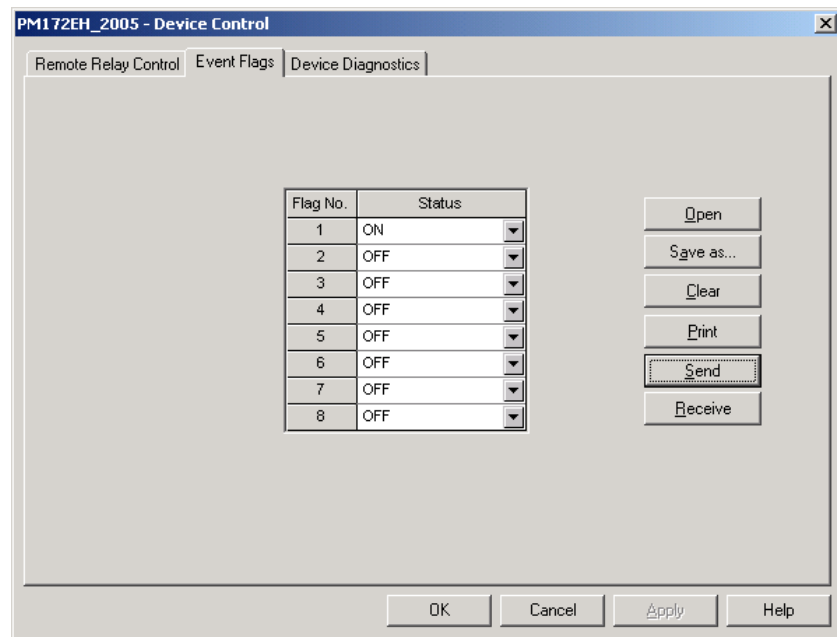 PM172EH_2005 - Device Control
Remote Relay Control Event Flags Device Diagnostics
Flag No. Status
1 ON
2 OFF
3 OFF
4 OFF
5 OFF
6 OFF
7 OFF
8 OFF
Open
Save as...
Clear
Print
Send
Receive
OK Cancel Apply Help